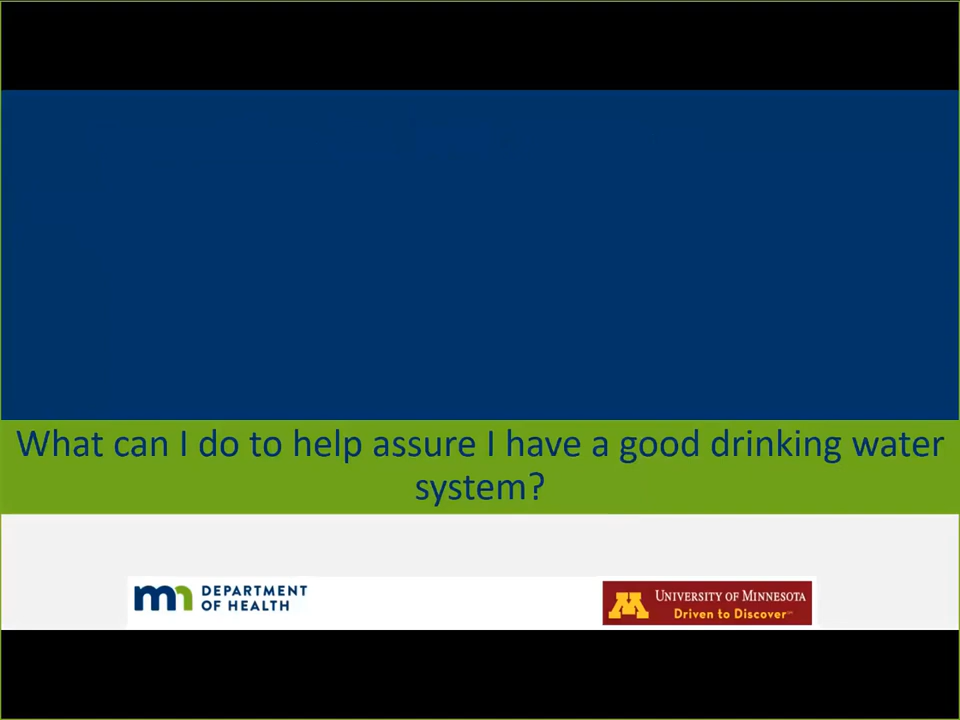 What can I do to help assure I have a good drinking water
system?
mn DEPARTMENT
OF HEALTH
M UNIVERSITY OF MINNESOTA
Driven to Discover